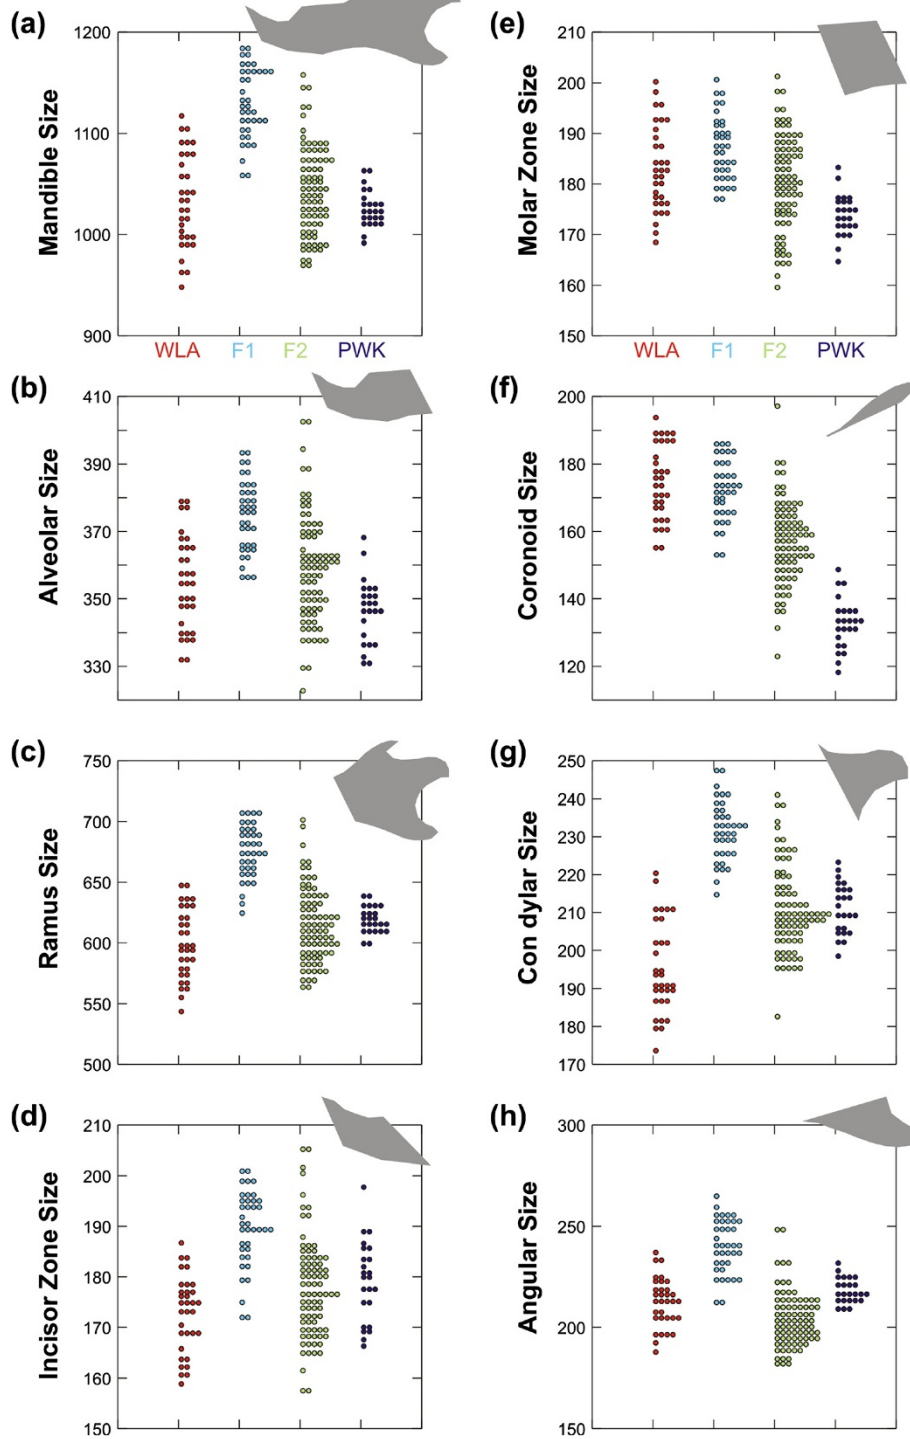 (a)
Mandible Size
1200
1100
1000
900
WLA F1 F2 PWK
(b)
Alveolar Size
410
390
370
350
330
(c)
Ramus Size
750
700
650
600
550
500
(d)
Incisor Zone Size
210
200
190
180
170
160
150
(e)
Molar Zone Size
210
200
190
180
170
160
150
WLA F1 F2 PWK
(f)
Coronoid Size
200
180
160
140
120
(g)
Con dylar Size
250
240
230
220
210
200
190
180
170
(h)
Angular Size
300
250
200
150